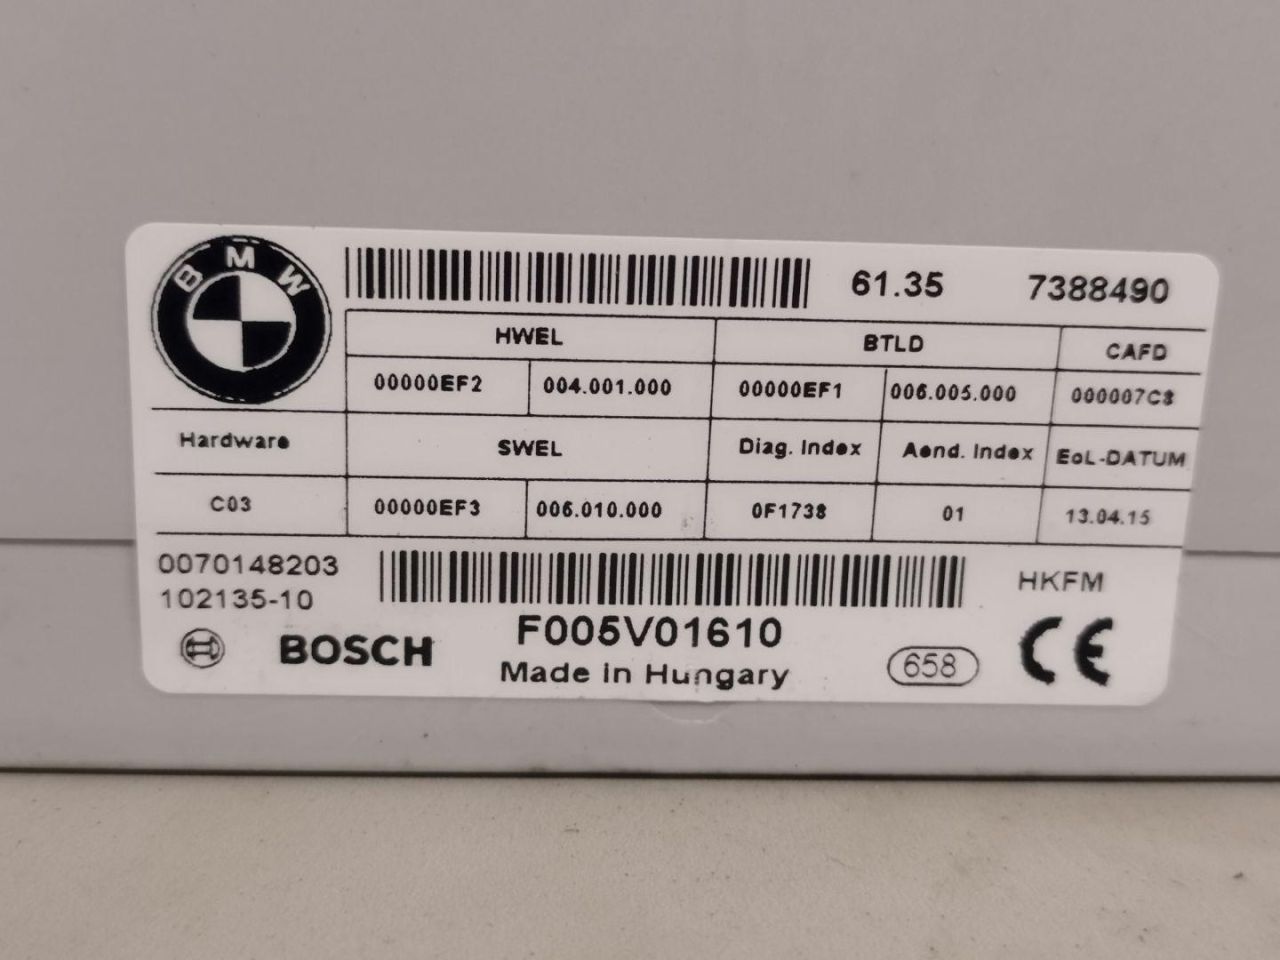 BMW
61.35 7388490
HWEL BTLD CAFD
00000EF2 004.001.000 00000EF1 006.005.000 000007C8
Hardware SWEL Diag. Index Aend. Index EoL-DATUM
C03 00000EF3 006.010.000 0F1738 01 13.04.15
0070148203 HKFM
102135-10
F005V01610
BOSCH Made in Hungary 658 CE